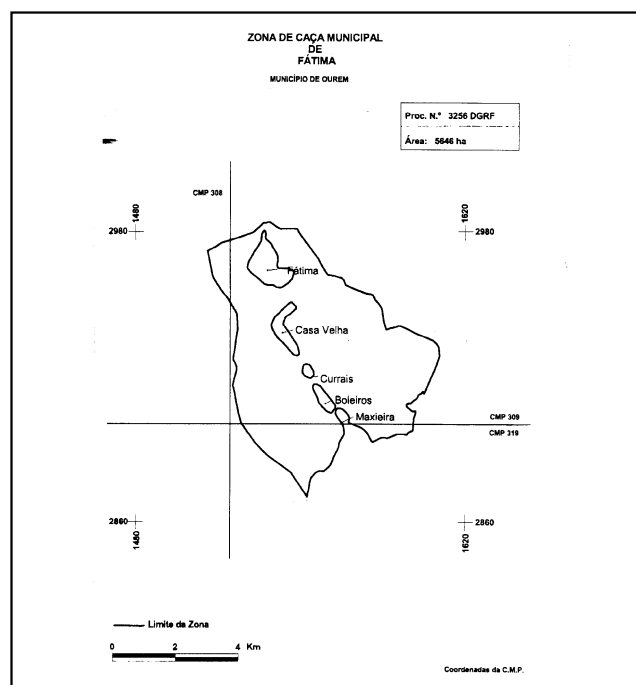 ZONA DE CAÇA MUNICIPAL
DE
FÁTIMA
MUNICÍPIO DE OUREM
Proc. N.º 3256 DGRF
Área: 5646 ha
CMP 308
1480
1620
2980
2980
Fátima
Casa Velha
Currais
Boleiros
Maxieira
CMP 309
CMP 319
2860
2860
1480
1620
Limite da Zona
0 2 4 Km
Coordenadas da C.M.P.